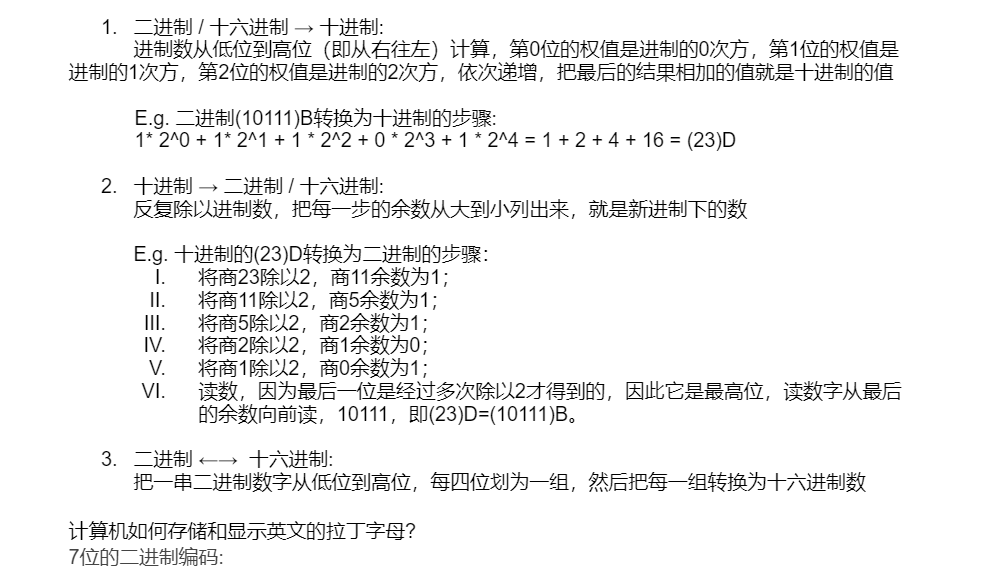 1. 二进制 / 十六进制 → 十进制:
进制数从低位到高位（即从右往左）计算，第0位的权值是进制的0次方，第1位的权值是
进制的1次方，第2位的权值是进制的2次方，依次递增，把最后的结果相加的值就是十进制的值
E.g. 二进制(10111)B转换为十进制的步骤:
1* 2^0 + 1* 2^1 + 1 * 2^2 + 0 * 2^3 + 1 * 2^4 = 1 + 2 + 4 + 16 = (23)D
2. 十进制 → 二进制 / 十六进制:
反复除以进制数，把每一步的余数从大到小列出来，就是新进制下的数
E.g. 十进制的(23)D转换为二进制的步骤：
I. 将商23除以2，商11余数为1；
II. 将商11除以2，商5余数为1；
III. 将商5除以2，商2余数为1；
IV. 将商2除以2，商1余数为0；
V. 将商1除以2，商0余数为1；
VI. 读数，因为最后一位是经过多次除以2才得到的，因此它是最高位，读数字从最后
的余数向前读，10111，即(23)D=(10111)B。
3. 二进制 ←→ 十六进制:
把一串二进制数字从低位到高位，每四位划为一组，然后把每一组转换为十六进制数
计算机如何存储和显示英文的拉丁字母？
7位的二进制编码: